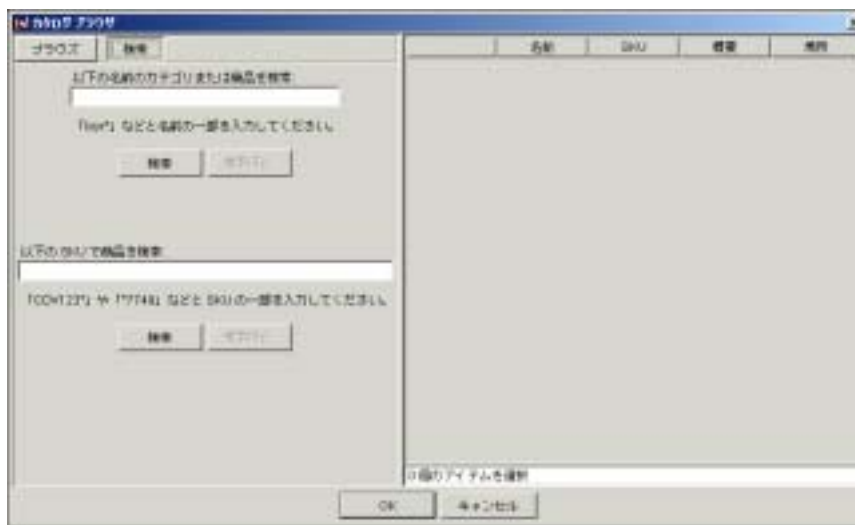 カタログ ブラウザ
ブラウズ 検索
名前 SKU 概要 費用
以下の名前のカテゴリまたは商品を検索:
などと名前の一部を入力してください。
検索
以下の SKU で商品を検索:
などと SKU の一部を入力してください。
検索
0 個のアイテムを選択
OK キャンセル